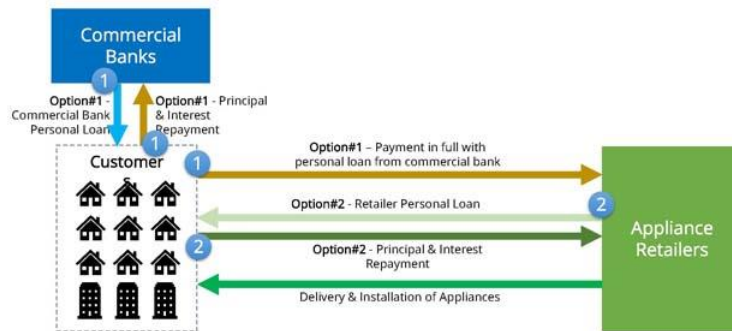 Commercial
Banks
1
Option#1 -
Commercial Bank
Personal Loan
Option#1 - Principal
& Interest
Repayment
1
Customer
s
1
Option#1 – Payment in full with
personal loan from commercial bank
Option#2 - Retailer Personal Loan
2
2
Option#2 - Principal & Interest
Repayment
Delivery & Installation of Appliances
Appliance
Retailers